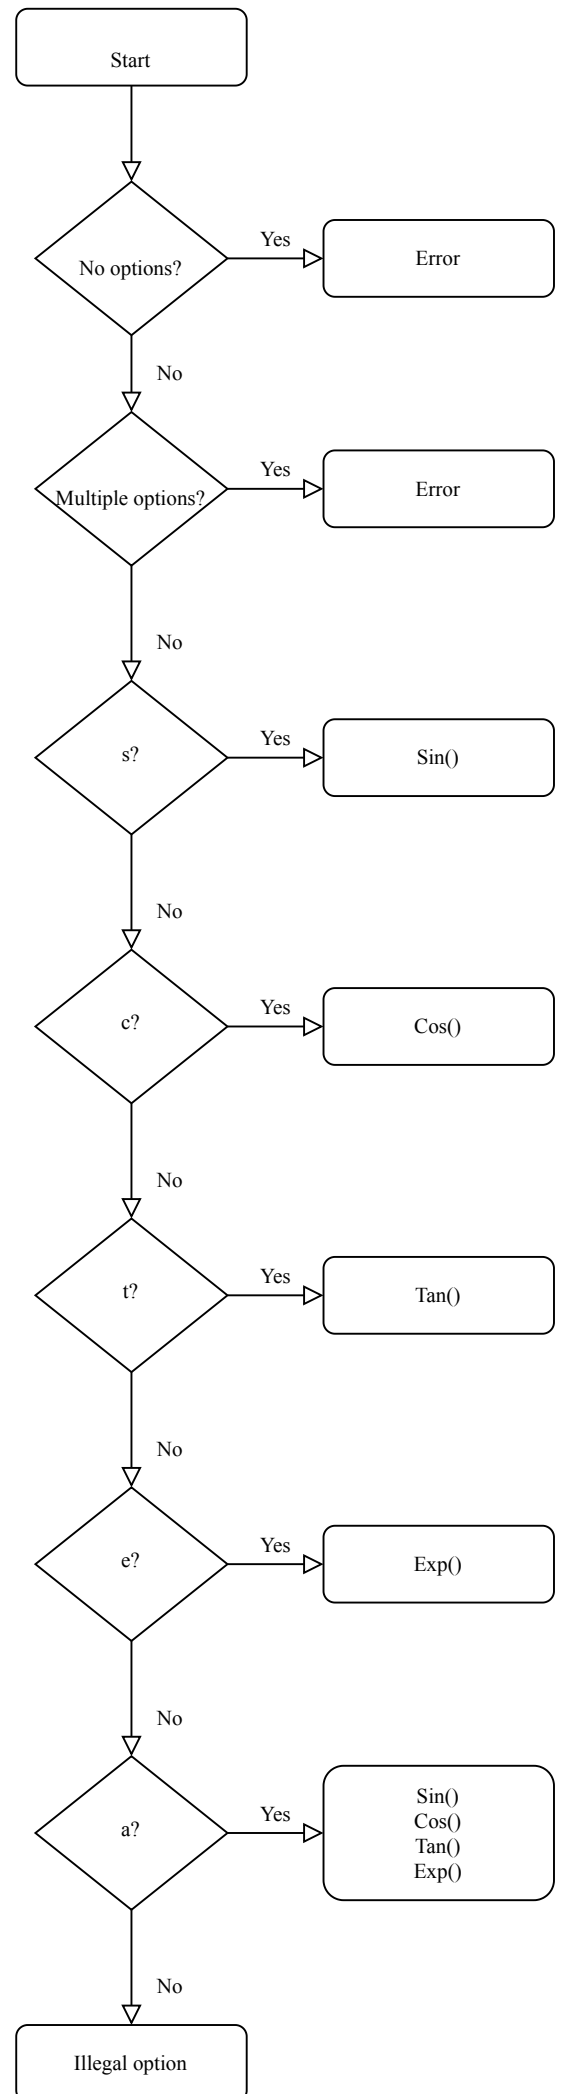 Start
No options?
Yes
Error
No
Multiple options?
Yes
Error
No
s?
Yes
Sin()
No
c?
Yes
Cos()
No
t?
Yes
Tan()
No
e?
Yes
Exp()
No
a?
Yes
Sin()
Cos()
Tan()
Exp()
No
Illegal option